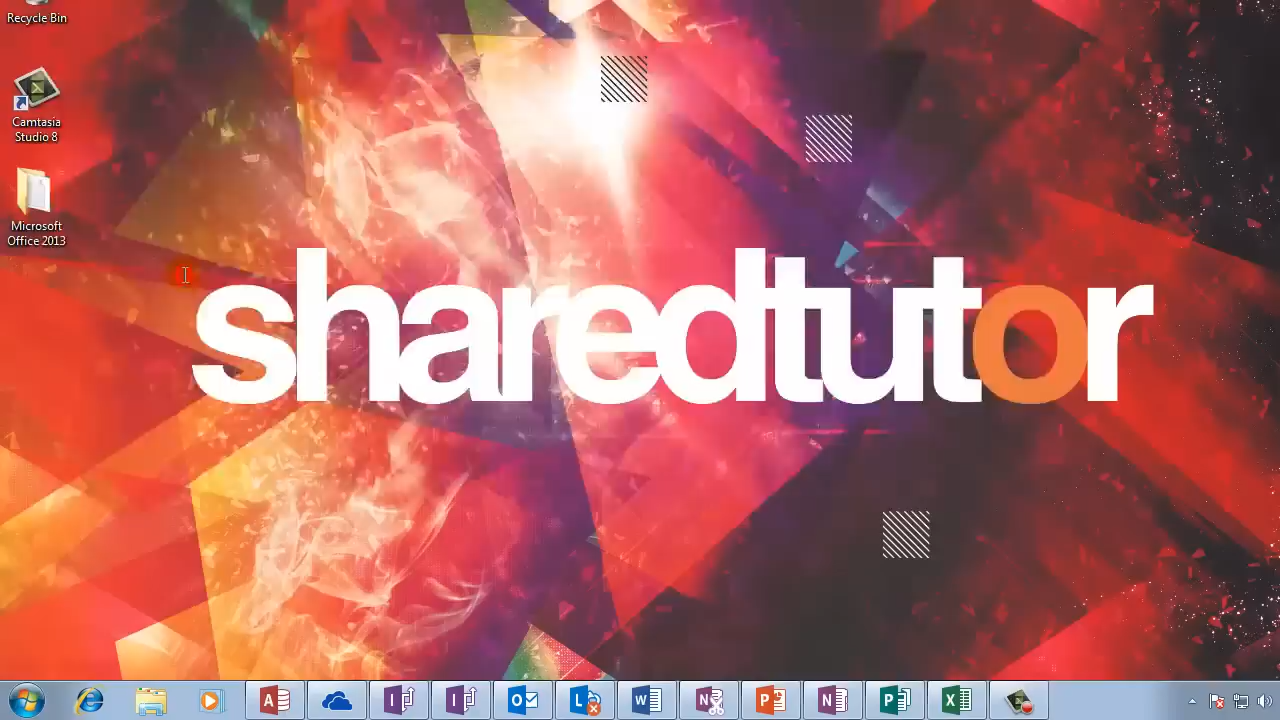 Recycle Bin
Camtasia
Studio 8
Microsoft
Office 2013
sharedtutor